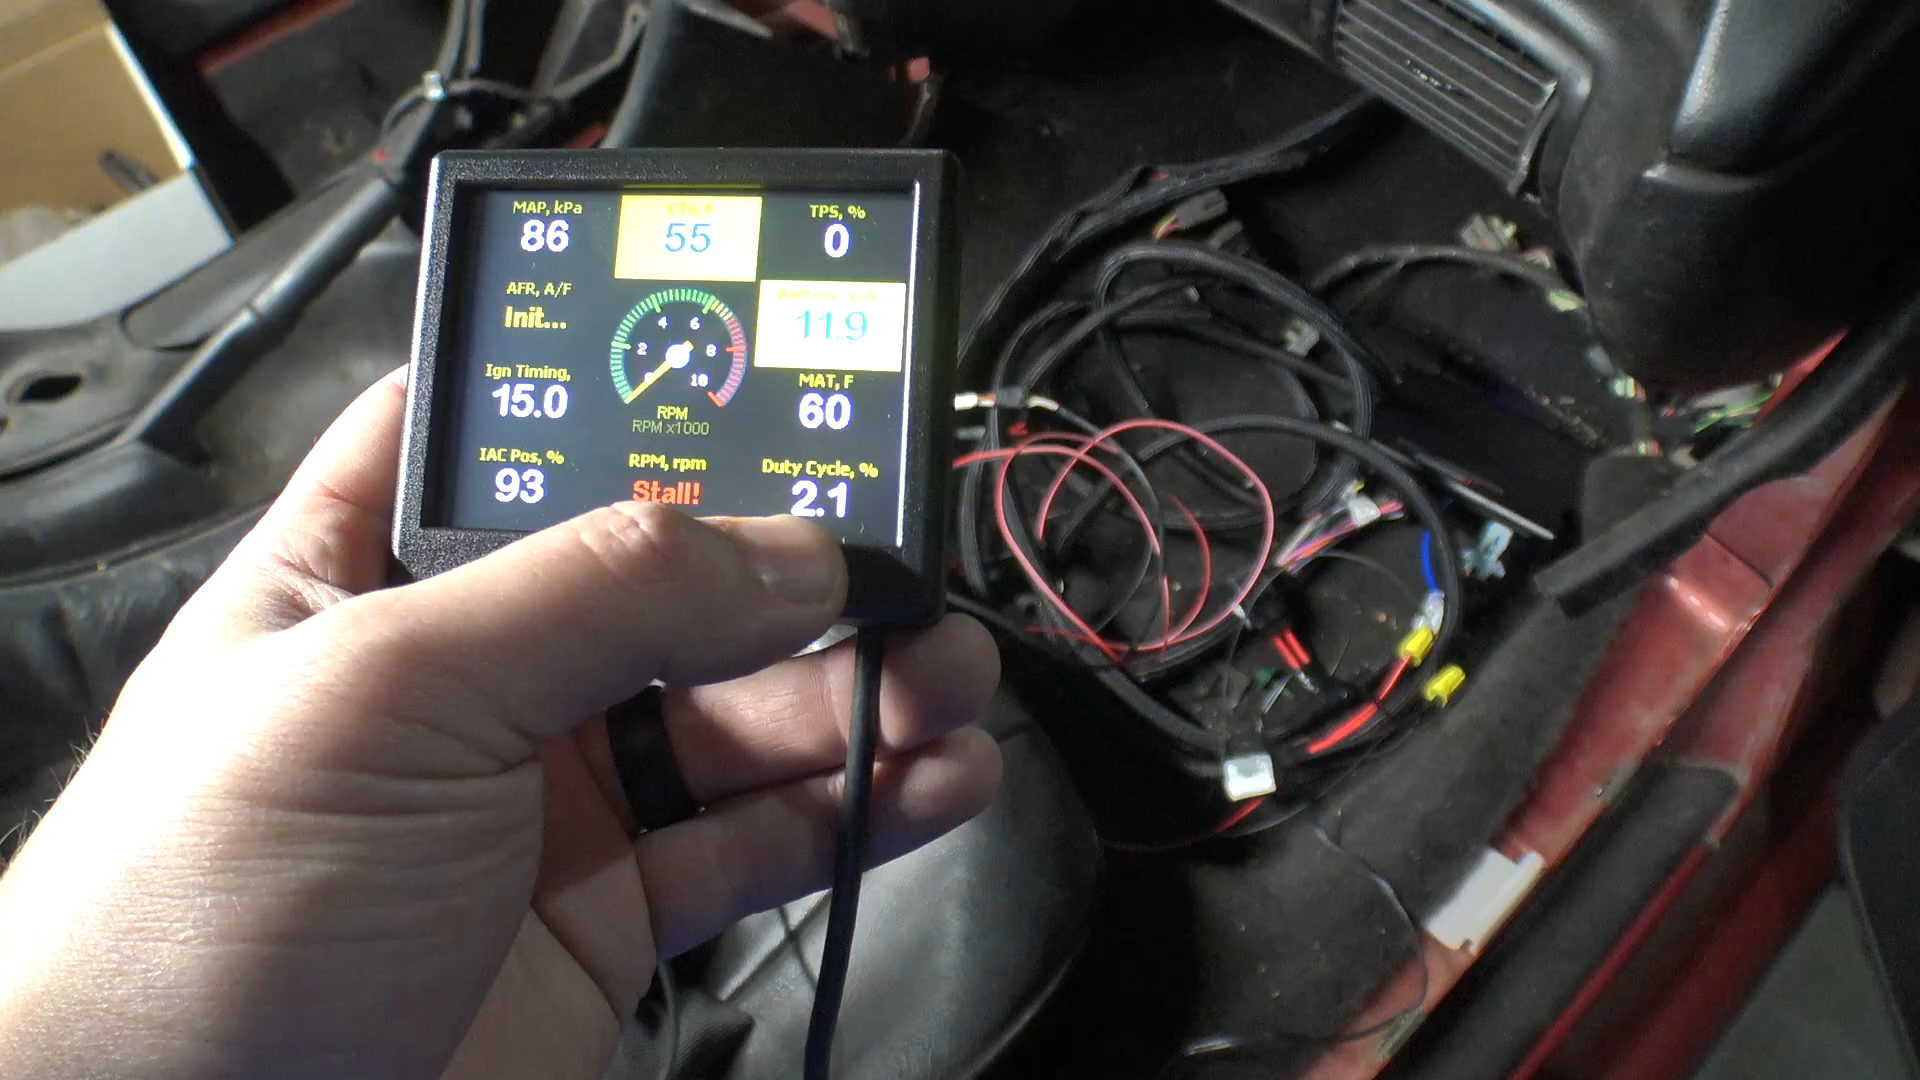 MAP, kPa
86
55
TPS, %
0
AFR, A/F
Init...
11.9
Ign Timing,
15.0
2
4
6
8
10
RPM
RPM x1000
MAT, F
60
IAC Pos, %
93
RPM, rpm
Stall!
Duty Cycle, %
2.1